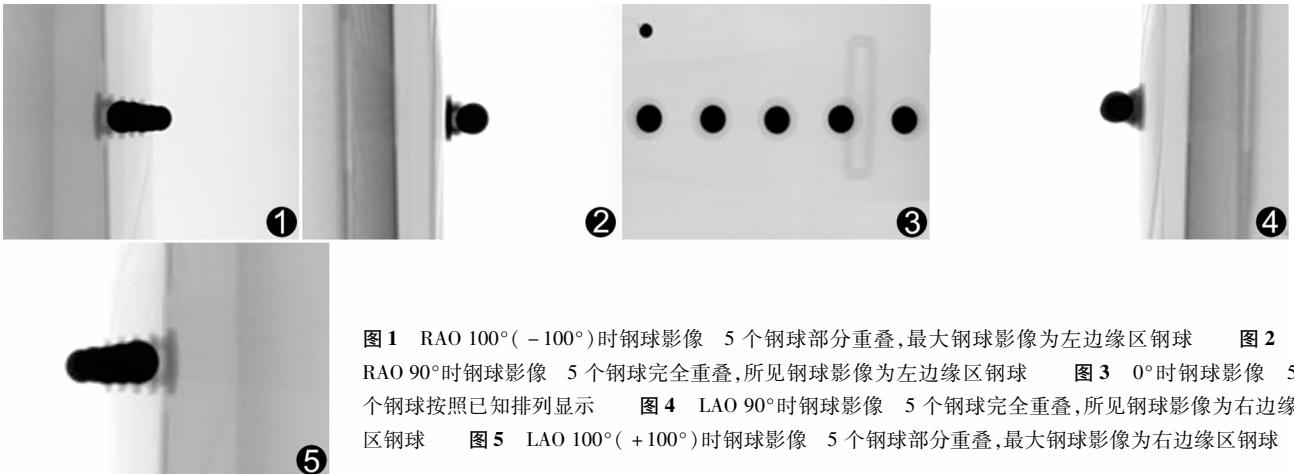 ❶
❷
❸
❹
❺
图1 RAO 100°(-100°)时钢球影像 5 个钢球部分重叠,最大钢球影像为左边缘区钢球 图2
RAO 90°时钢球影像 5 个钢球完全重叠,所见钢球影像为左边缘区钢球 图3 0°时钢球影像 5
个钢球按照已知排列显示 图4 LAO 90°时钢球影像 5 个钢球完全重叠,所见钢球影像为右边缘
区钢球 图5 LAO 100°(+100°)时钢球影像 5 个钢球部分重叠,最大钢球影像为右边缘区钢球